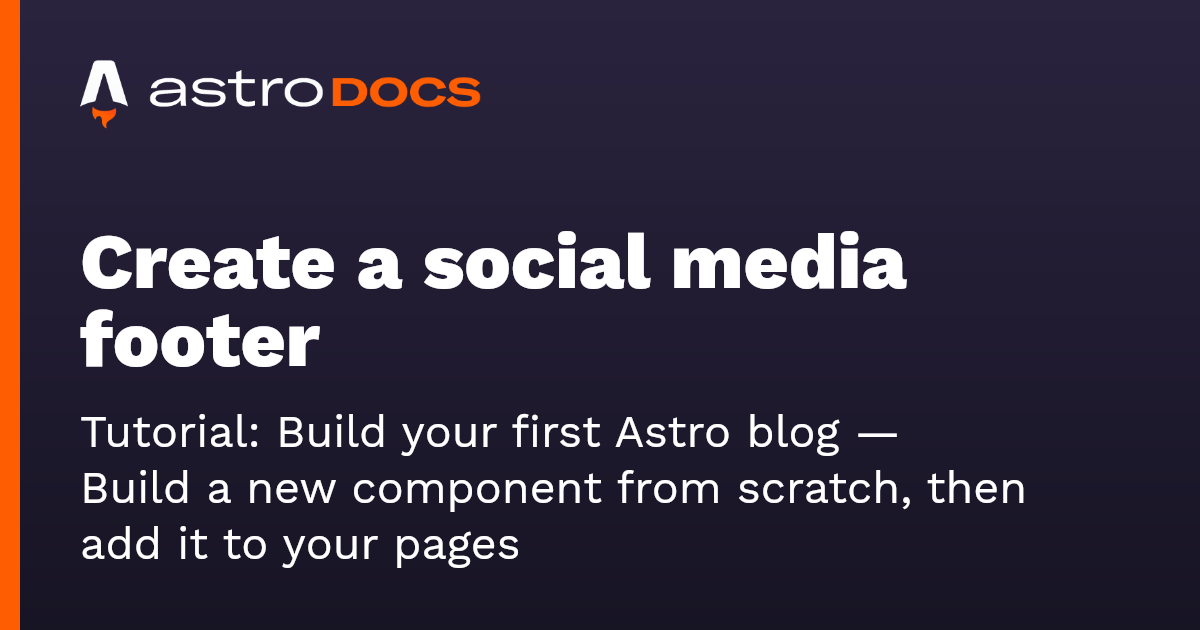 astro DOCS
Create a social media
footer
Tutorial: Build your first Astro blog —
Build a new component from scratch, then
add it to your pages